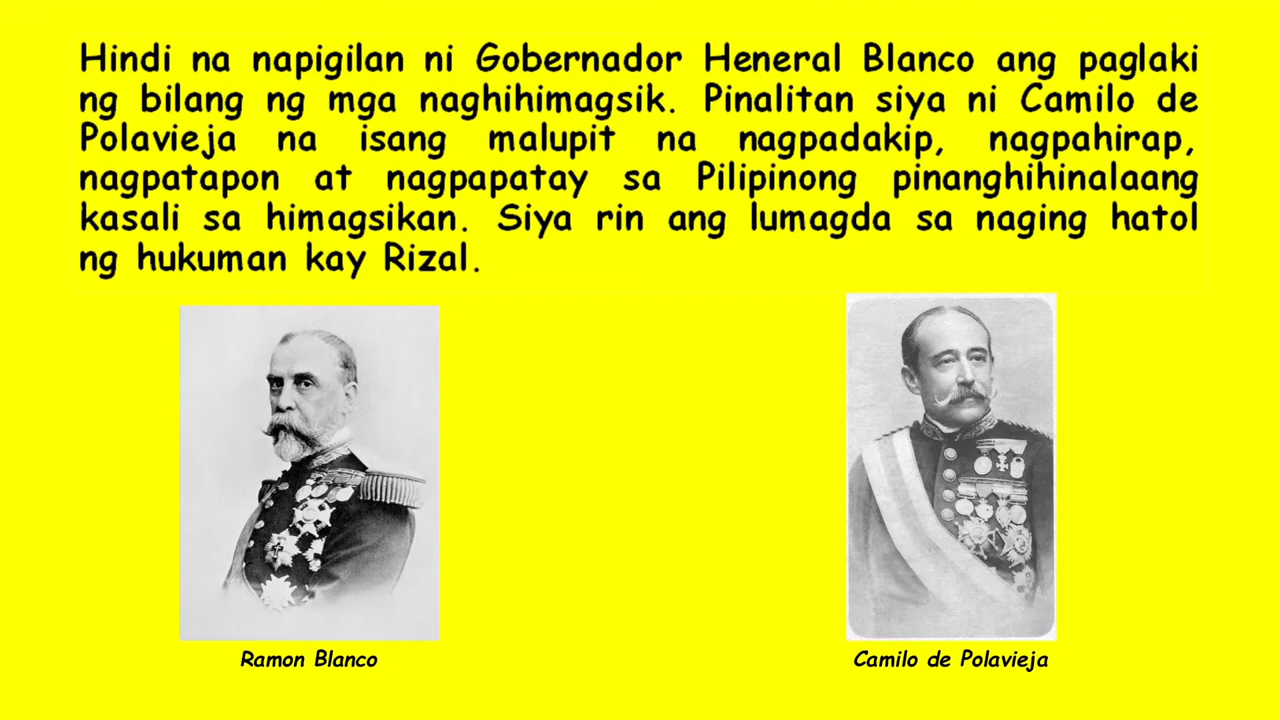 Hindi na napigilan ni Gobernador Heneral Blanco ang paglaki
ng bilang ng mga naghihimagsik. Pinalitan siya ni Camilo de
Polavieja na isang malupit na nagpadakip, nagpahirap,
nagpatapon at nagpapatay sa Pilipinong pinanghihinalaang
kasali sa himagsikan. Siya rin ang lumagda sa naging hatol
ng hukuman kay Rizal.
Ramon Blanco
Camilo de Polavieja